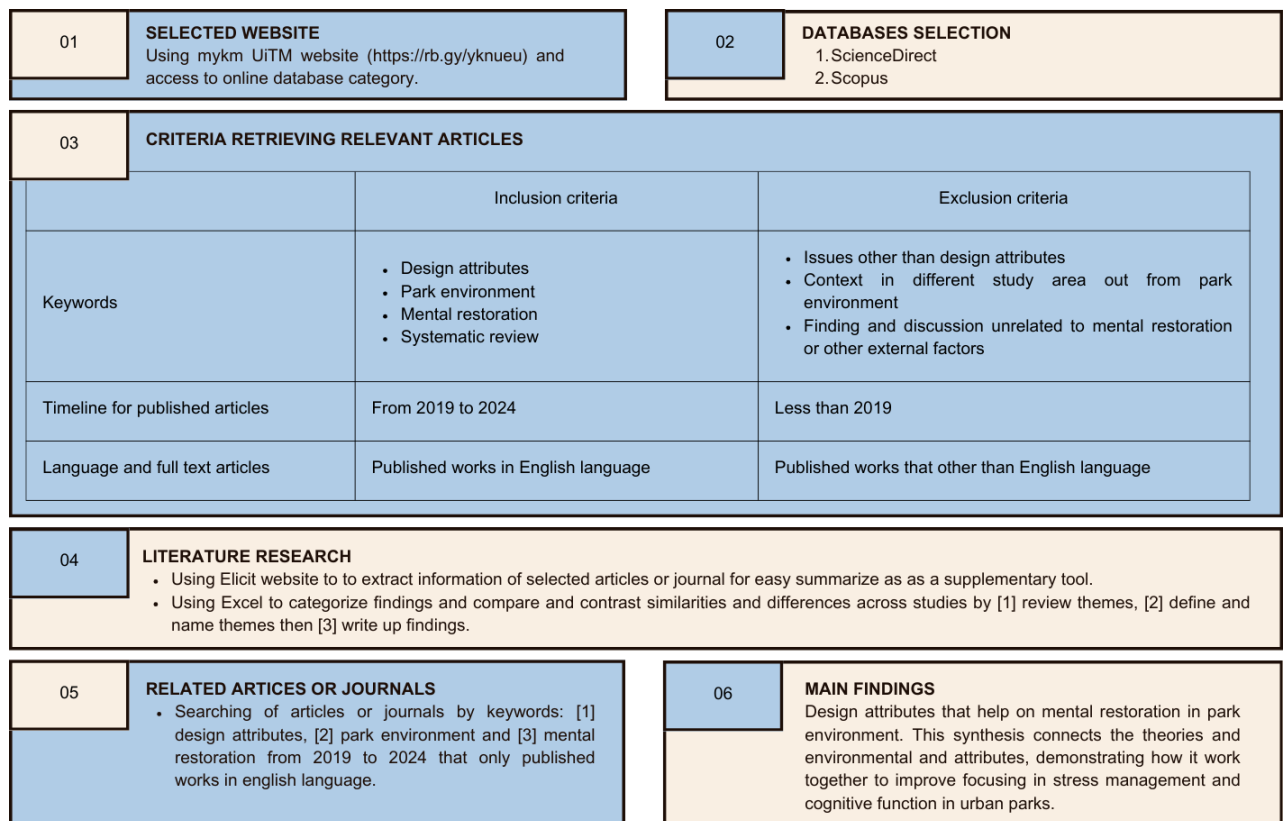 01
SELECTED WEBSITE
Using mykm UiTM website (https://rb.gy/yknueu) and
access to online database category.
02
DATABASES SELECTION
1. ScienceDirect
2. Scopus
03
CRITERIA RETRIEVING RELEVANT ARTICLES
Inclusion criteria
Exclusion criteria
Keywords
• Design attributes
• Park environment
• Mental restoration
• Systematic review
• Issues other than design attributes
• Context in different study area out from park
environment
• Finding and discussion unrelated to mental restoration
or other external factors
Timeline for published articles
From 2019 to 2024
Less than 2019
Language and full text articles
Published works in English language
Published works that other than English language
04
LITERATURE RESEARCH
• Using Elicit website to to extract information of selected articles or journal for easy summarize as as a supplementary tool.
• Using Excel to categorize findings and compare and contrast similarities and differences across studies by [1] review themes, [2] define and
name themes then [3] write up findings.
05
RELATED ARTICES OR JOURNALS
• Searching of articles or journals by keywords: [1]
design attributes, [2] park environment and [3] mental
restoration from 2019 to 2024 that only published
works in english language.
06
MAIN FINDINGS
Design attributes that help on mental restoration in park
environment. This synthesis connects the theories and
environmental and attributes, demonstrating how it work
together to improve focusing in stress management and
cognitive function in urban parks.